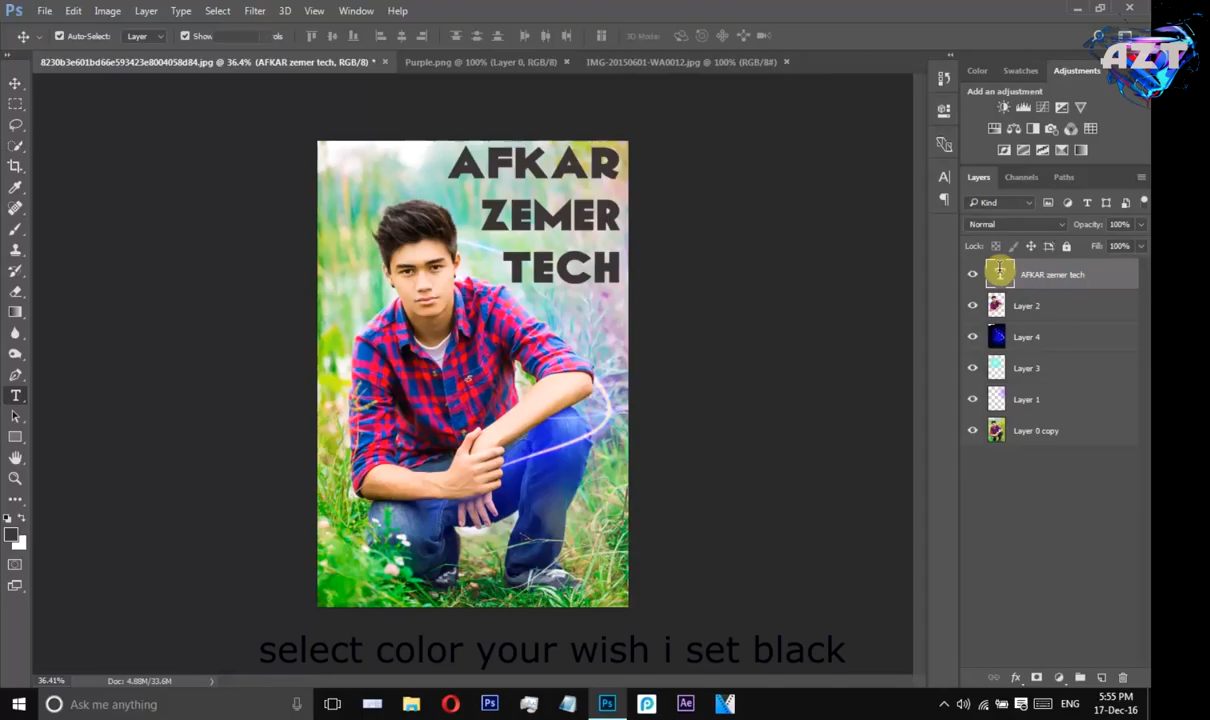 Ps File Edit Image Layer Type Select Filter 3D View Window Help
AZT
Auto-Select: Layer Show ols 3D Mode:
8230b3e601bd66e593423e8004058d84.jpg @ 36.4% (AFKAR zemer tech, RGB/8) * × Purple.png @ 100% (Layer 0, RGB/8) × IMG-20150601-WA0012.jpg @ 100% (RGB/8#) ×
Color Swatches Adjustments
Add an adjustment
AFKAR
ZEMER
TECH
Layers Channels Paths
Kind
Normal Opacity: 100%
Lock: Fill: 100%
AFKAR zemer tech
Layer 2
Layer 4
Layer 3
Layer 1
Layer 0 copy
select color your wish i set black
36.41% Doc: 4.88M/33.6M
Ask me anything
ENG
5:55 PM
17-Dec-16